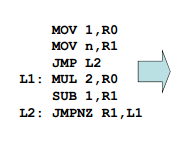 MOV 1,R0
MOV n,R1
JMP L2
L1: MUL 2,R0
SUB 1,R1
L2: JMPNZ R1,L1